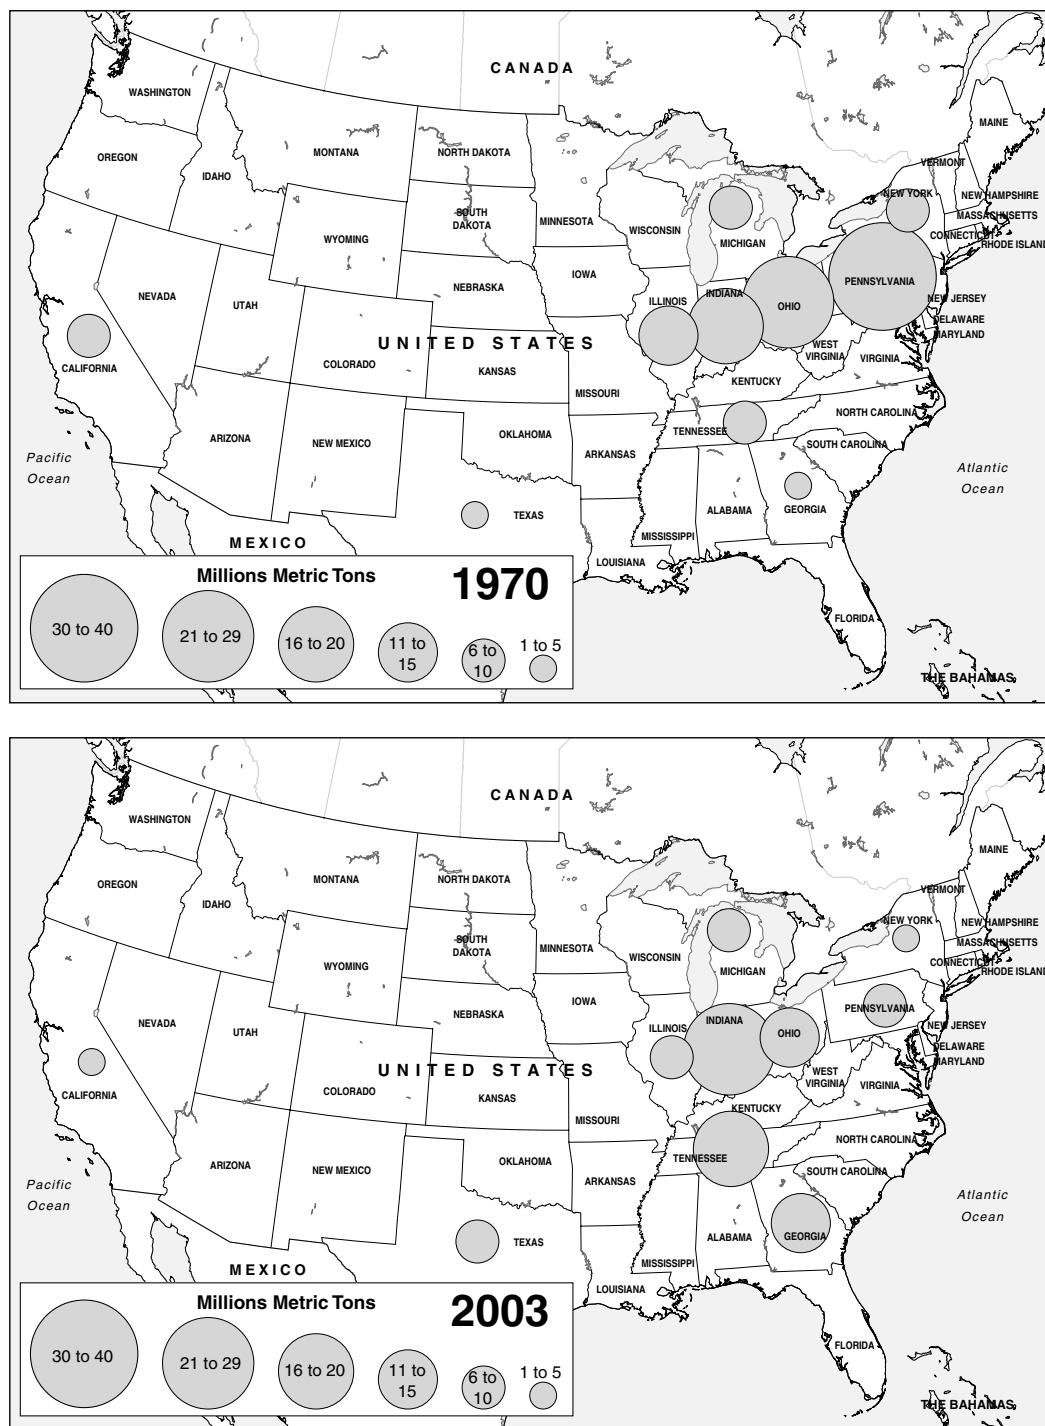 CANADA
WASHINGTON
MAINE
OREGON
MONTANA
NORTH DAKOTA
VERMONT
IDAHO
NEW YORK
NEW HAMPSHIRE
SOUTH
DAKOTA
MINNESOTA
MASSACHUSETTS
WISCONSIN
CONNECTICUT
WYOMING
MICHIGAN
RHODE ISLAND
IOWA
PENNSYLVANIA
NEBRASKA
NEVADA
INDIANA
NEW JERSEY
UTAH
ILLINOIS
OHIO
DELAWARE
MARYLAND
UNITED STATES
WEST
VIRGINIA
VIRGINIA
COLORADO
CALIFORNIA
KANSAS
KENTUCKY
MISSOURI
NORTH CAROLINA
TENNESSEE
OKLAHOMA
ARIZONA
NEW MEXICO
SOUTH CAROLINA
ARKANSAS
Pacific
Ocean
Atlantic
Ocean
TEXAS
ALABAMA
GEORGIA
MISSISSIPPI
MEXICO
LOUISIANA
FLORIDA
THE BAHAMAS
Millions Metric Tons
1970
30 to 40
21 to 29
16 to 20
11 to
15
6 to
10
1 to 5
CANADA
WASHINGTON
MAINE
OREGON
MONTANA
NORTH DAKOTA
VERMONT
IDAHO
NEW YORK
NEW HAMPSHIRE
SOUTH
DAKOTA
MINNESOTA
MASSACHUSETTS
WISCONSIN
CONNECTICUT
WYOMING
MICHIGAN
RHODE ISLAND
IOWA
PENNSYLVANIA
NEBRASKA
NEVADA
INDIANA
NEW JERSEY
UTAH
ILLINOIS
OHIO
DELAWARE
MARYLAND
UNITED STATES
WEST
VIRGINIA
VIRGINIA
COLORADO
CALIFORNIA
KANSAS
KENTUCKY
MISSOURI
NORTH CAROLINA
TENNESSEE
OKLAHOMA
ARIZONA
NEW MEXICO
SOUTH CAROLINA
ARKANSAS
Pacific
Ocean
Atlantic
Ocean
TEXAS
ALABAMA
GEORGIA
MISSISSIPPI
MEXICO
LOUISIANA
FLORIDA
THE BAHAMAS
Millions Metric Tons
2003
30 to 40
21 to 29
16 to 20
11 to
15
6 to
10
1 to 5